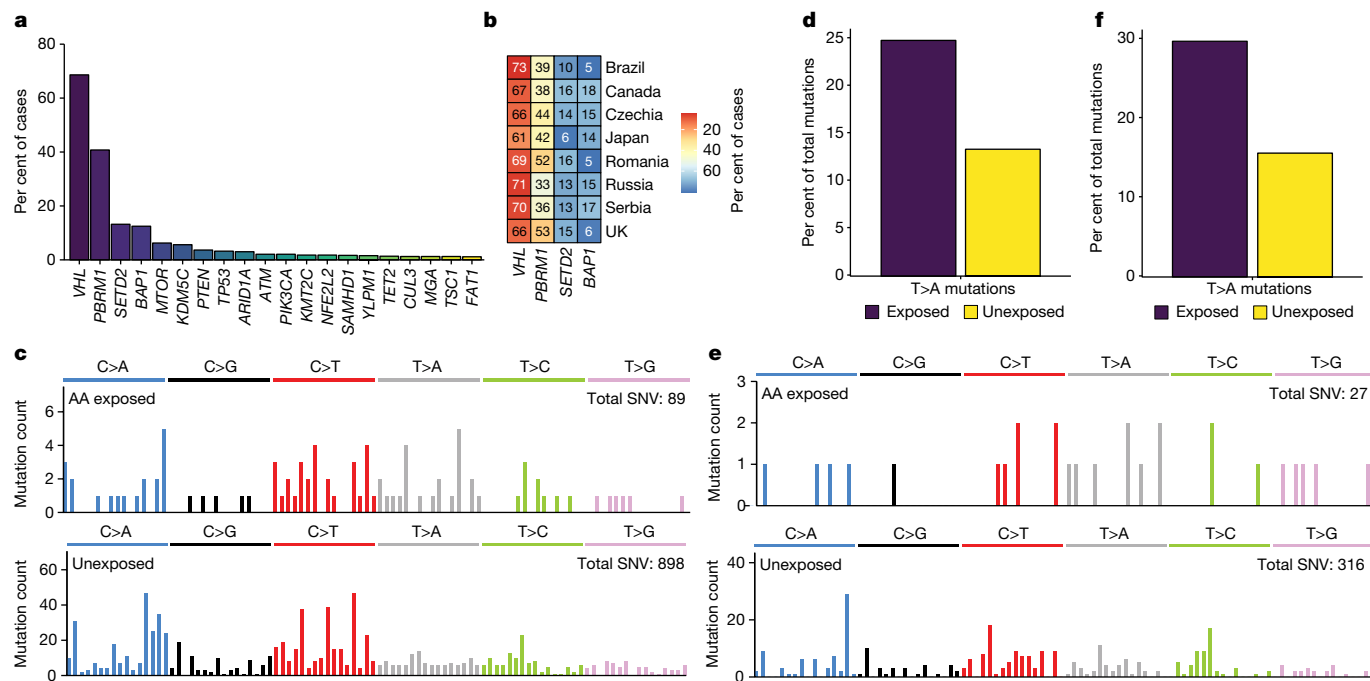 a
80
60
40
20
0
Per cent of cases
VHL
PBRM1
SETD2
BAP1
MTOR
KDM5C
PTEN
TP53
ARID1A
ATM
PIK3CA
KMT2C
NFE2L2
SAMHD1
YLPM1
TET2
CUL3
MGA
TSC1
FAT1
b
73 39 10 5 Brazil
67 38 16 18 Canada
66 44 14 15 Czechia
61 42 6 14 Japan
69 52 16 5 Romania
71 33 13 15 Russia
70 36 13 17 Serbia
66 53 15 6 UK
VHL
PBRM1
SETD2
BAP1
20
40
60
Per cent of cases
d
25
20
15
10
5
0
Per cent of total mutations
T>A mutations
Exposed Unexposed
f
30
20
10
0
Per cent of total mutations
T>A mutations
Exposed Unexposed
c
C>A C>G C>T T>A T>C T>G
AA exposed Total SNV: 89
6
4
2
0
Mutation count
C>A C>G C>T T>A T>C T>G
Unexposed Total SNV: 898
60
40
20
0
Mutation count
e
C>A C>G C>T T>A T>C T>G
AA exposed Total SNV: 27
3
2
1
0
Mutation count
C>A C>G C>T T>A T>C T>G
Unexposed Total SNV: 316
40
20
0
Mutation count